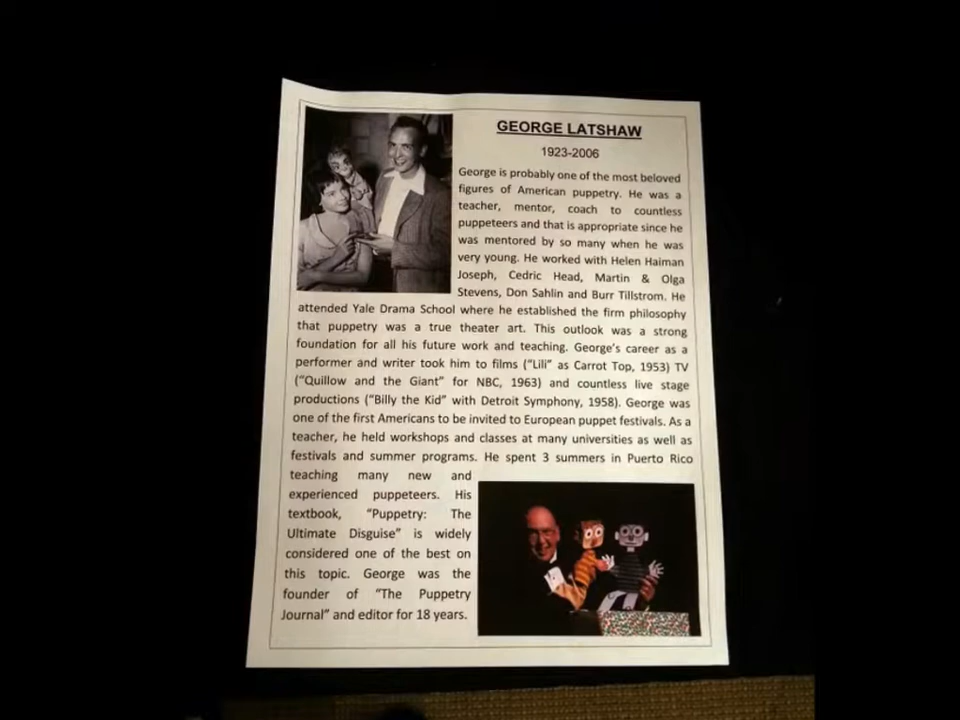 GEORGE LATSHAW
1923-2006
George is probably one of the most beloved
figures of American puppetry. He was a
teacher, mentor, coach to countless
puppeteers and that is appropriate since he
was mentored by so many when he was
very young. He worked with Helen Haiman
Joseph, Cedric Head, Martin & Olga
Stevens, Don Sahlin and Burr Tillstrom. He
attended Yale Drama School where he established the firm philosophy
that puppetry was a true theater art. This outlook was a strong
foundation for all his future work and teaching. George's career as a
performer and writer took him to films ("Lili" as Carrot Top, 1953) TV
("Quillow and the Giant" for NBC, 1963) and countless live stage
productions ("Billy the Kid" with Detroit Symphony, 1958). George was
one of the first Americans to be invited to European puppet festivals. As a
teacher, he held workshops and classes at many universities as well as
festivals and summer programs. He spent 3 summers in Puerto Rico
teaching many new and
experienced puppeteers. His
textbook, "Puppetry: The
Ultimate Disguise" is widely
considered one of the best on
this topic. George was the
founder of "The Puppetry
Journal" and editor for 18 years.